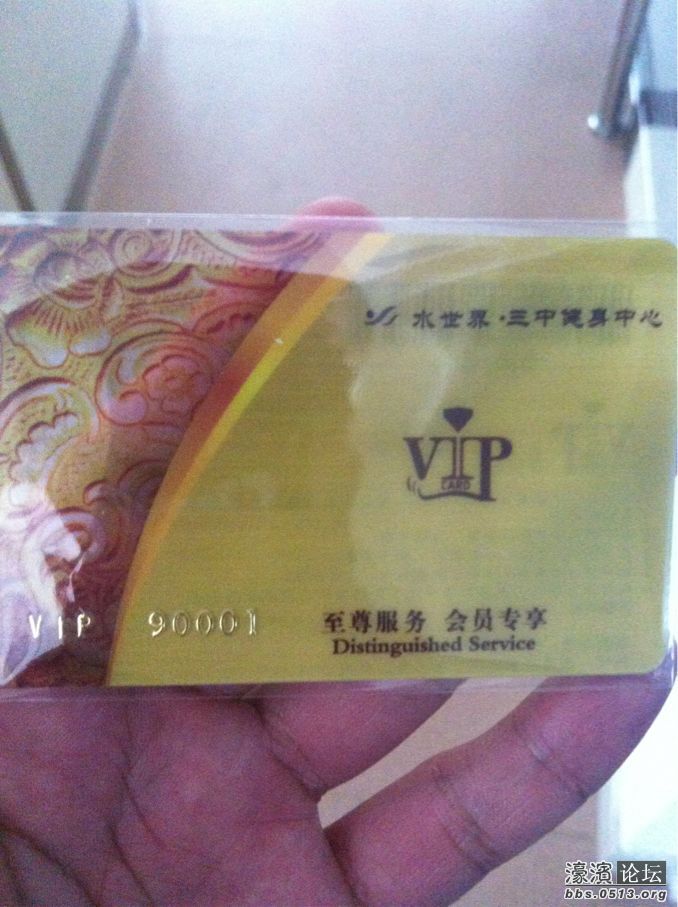 水世界·三中健身中心
VIP
CARD
VIP 90001
至尊服务 会员专享
Distinguished Service
濠滨论坛
bbs.0513.org